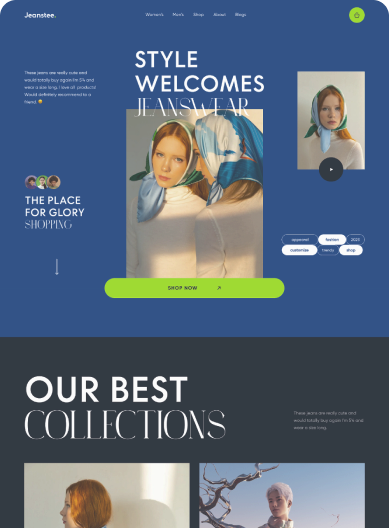 Jeanstee.
Women's Men's Shop About Blogs
STYLE
WELCOMES
JEANSWEAR
These jeans are really cute and
would totally buy again I'm 5'4 and
wear a size long. I love all products!
Would definitely recommend to a
friend. 😍
THE PLACE
FOR GLORY
SHOPPING
fashion 2023
customize trendy shop
SHOP NOW
OUR BEST
COLLECTIONS
These jeans are really cute and
would totally buy again I'm 5'4 and
wear a size long.